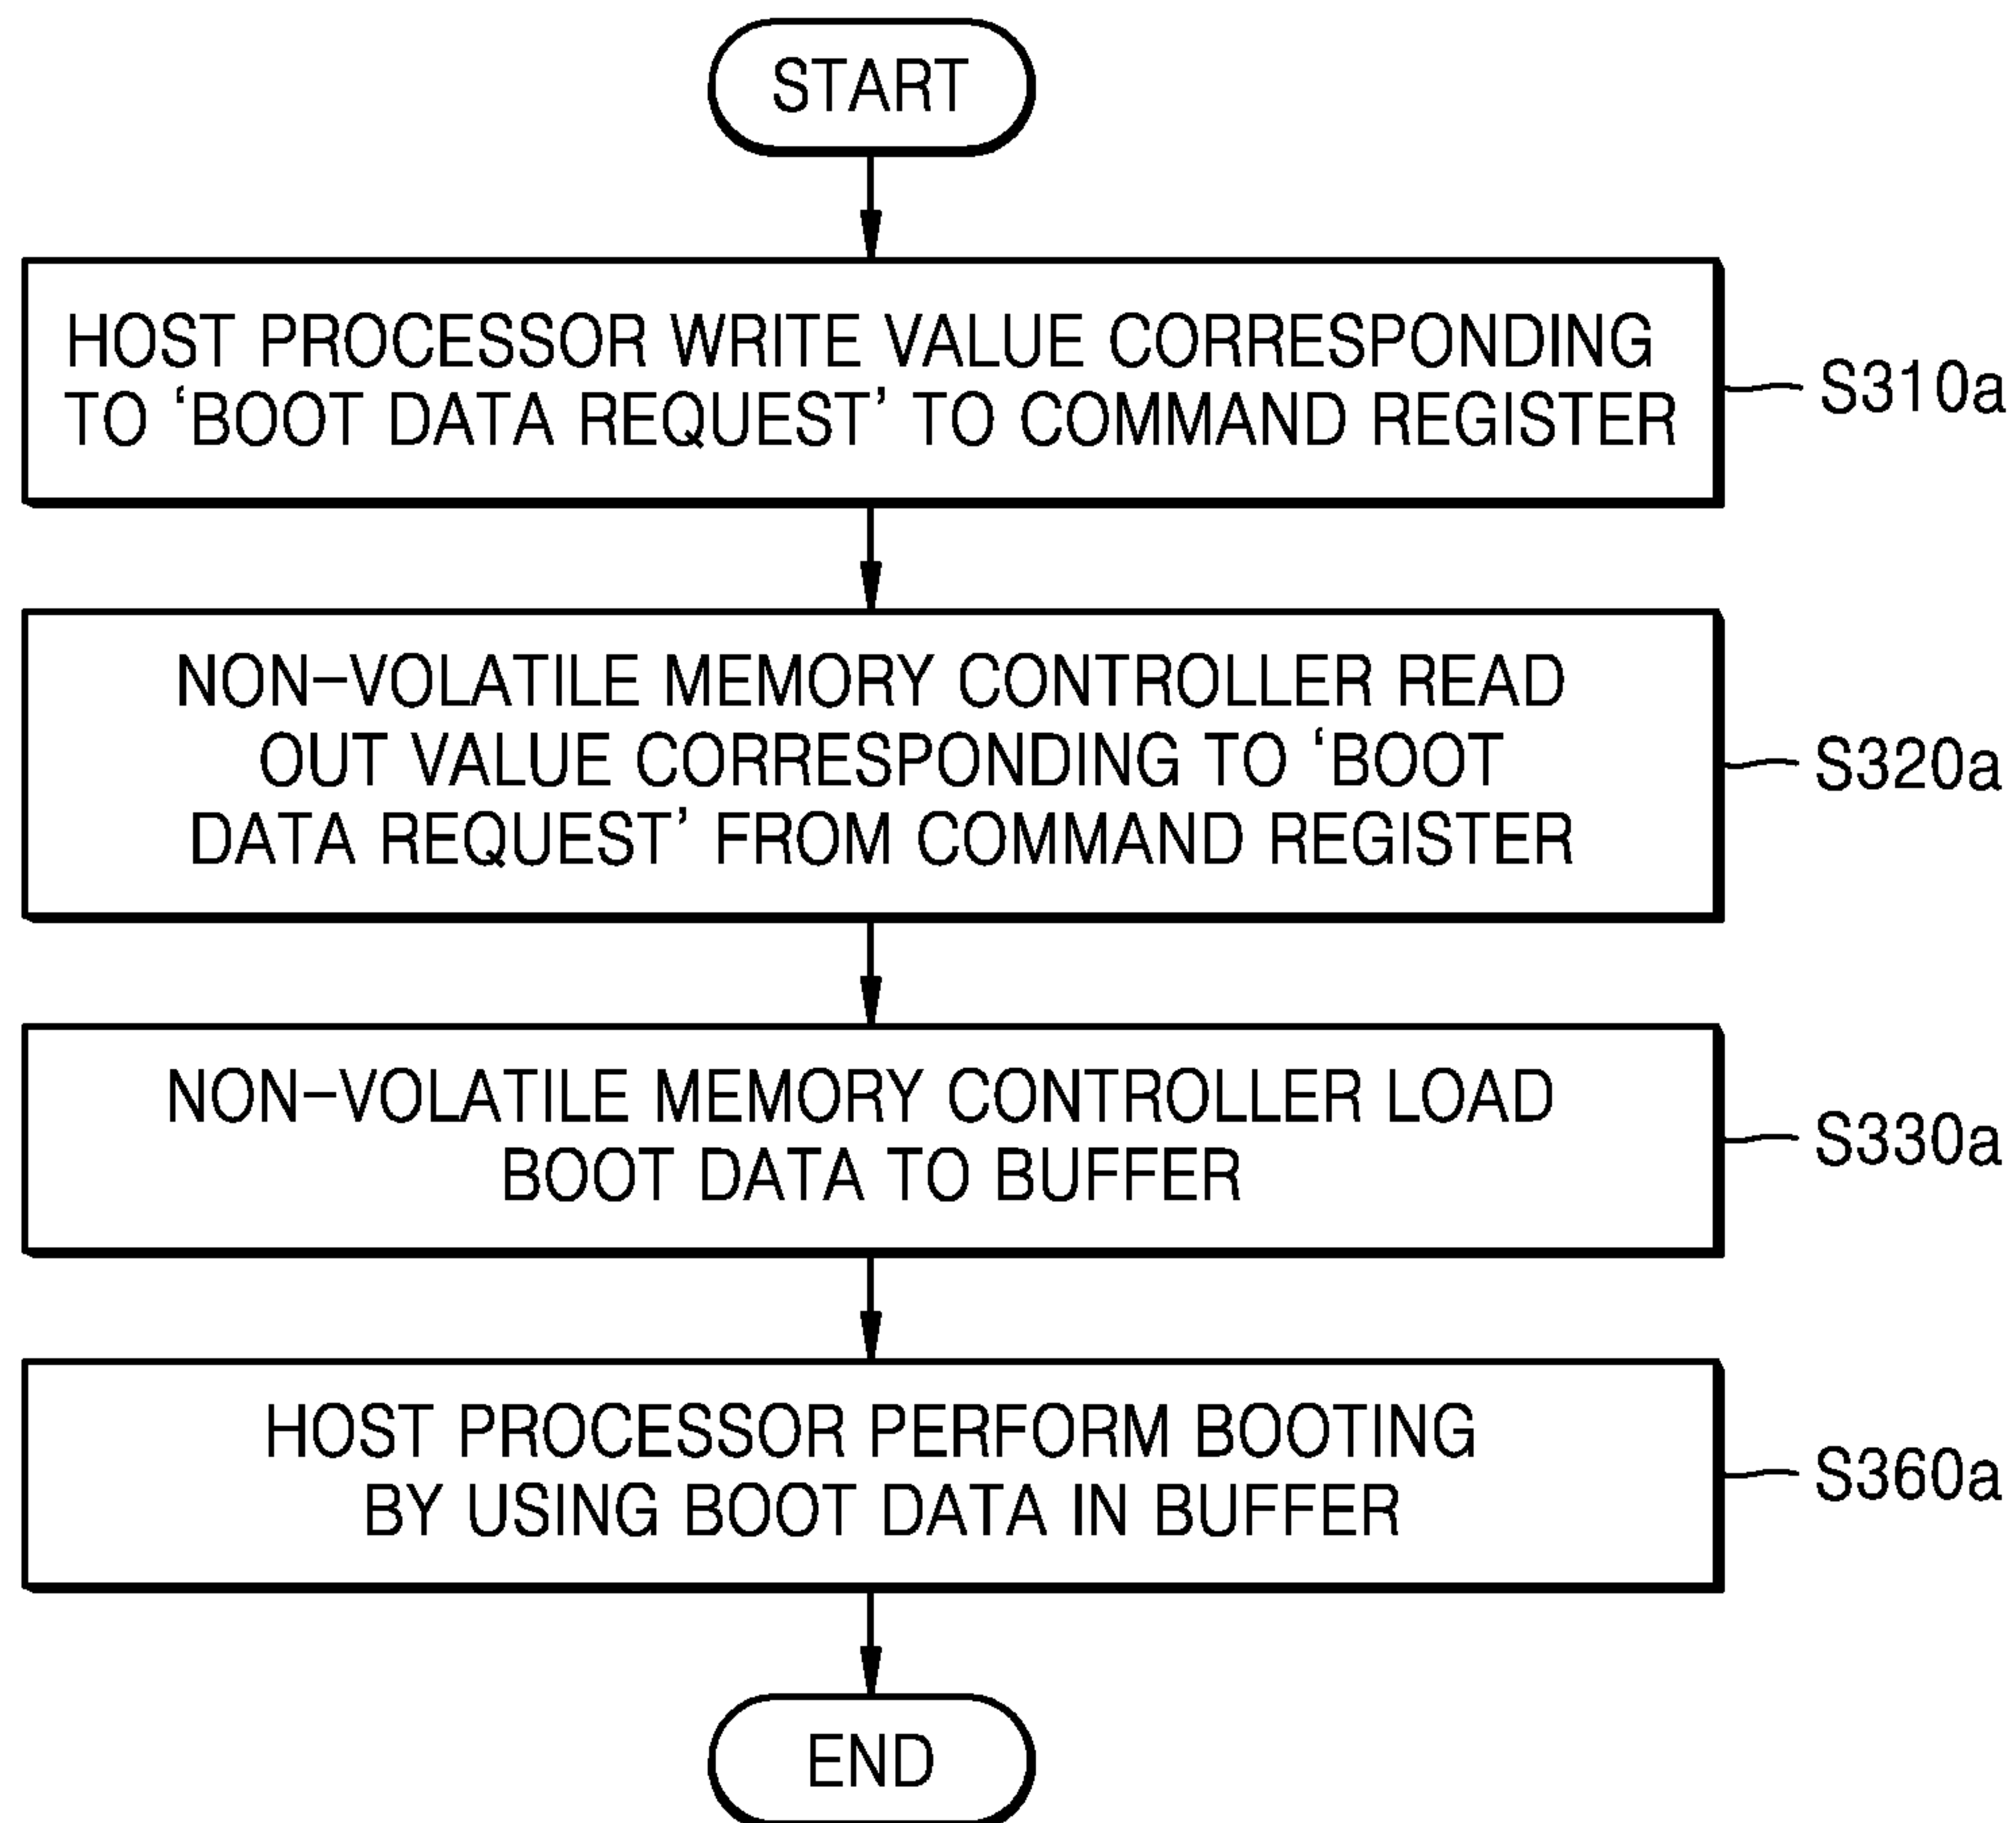 START
HOST PROCESSOR WRITE VALUE CORRESPONDING
TO ‘BOOT DATA REQUEST’ TO COMMAND REGISTER
S310a
NON-VOLATILE MEMORY CONTROLLER READ
OUT VALUE CORRESPONDING TO ‘BOOT
DATA REQUEST’ FROM COMMAND REGISTER
S320a
NON-VOLATILE MEMORY CONTROLLER LOAD
BOOT DATA TO BUFFER
S330a
HOST PROCESSOR PERFORM BOOTING
BY USING BOOT DATA IN BUFFER
S360a
END